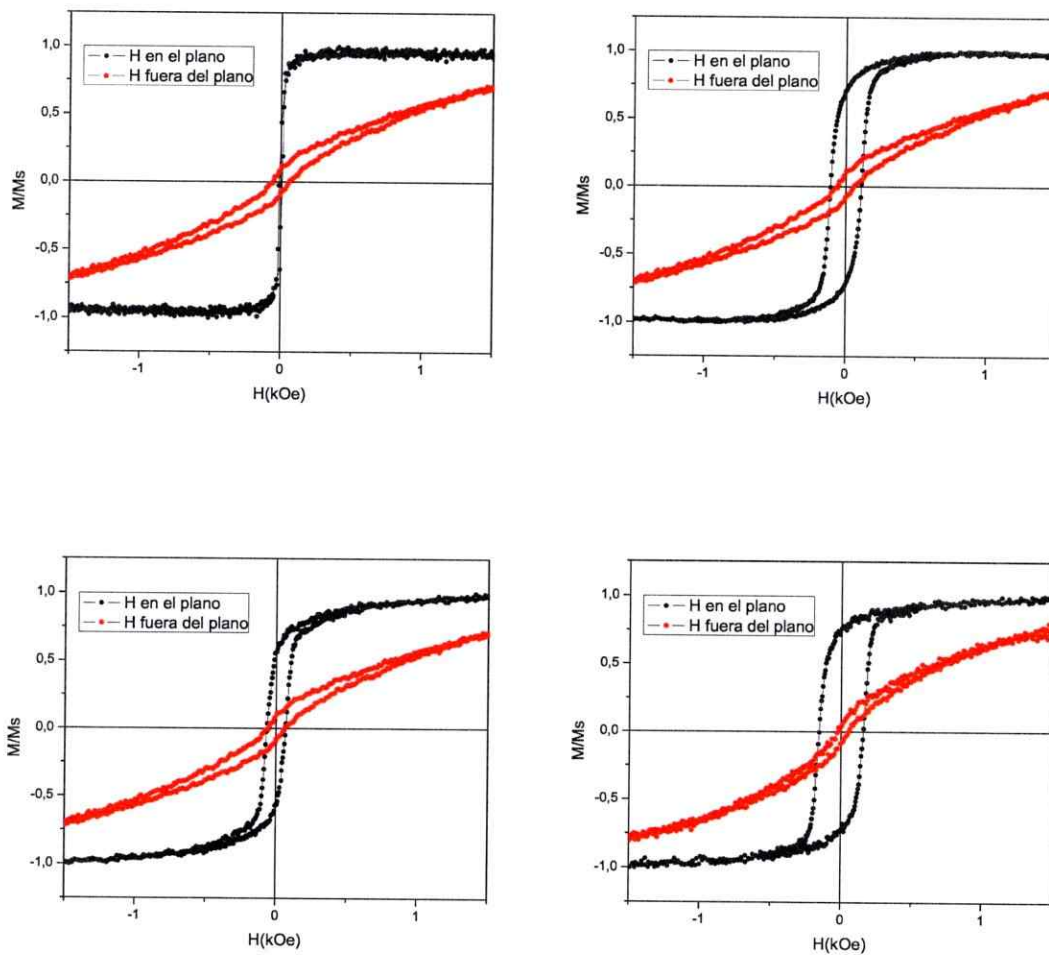 1,0
0,5
0,0
-0,5
-1,0
M/Ms
H en el plano
H fuera del plano
-1
0
1
H(kOe)
1,0
0,5
0,0
-0,5
-1,0
M/Ms
H en el plano
H fuera del plano
-1
0
1
H(kOe)
1,0
0,5
0,0
-0,5
-1,0
M/Ms
H en el plano
H fuera del plano
-1
0
1
H(kOe)
1,0
0,5
0,0
-0,5
-1,0
M/Ms
H en el plano
H fuera del plano
-1
0
1
H(kOe)